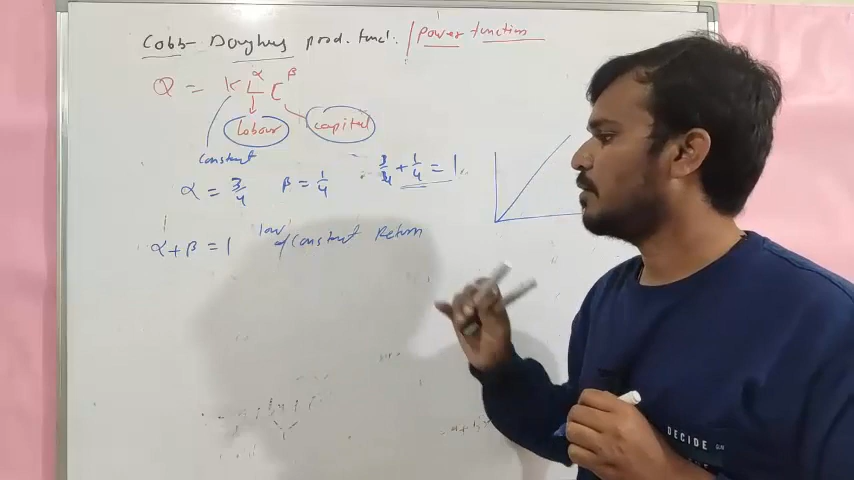 Cobb-Douglas prod. func. / power function
Q = K L^α C^β
labour capital
constant
α = 3/4 β = 1/4 3/4 + 1/4 = 1
α + β = 1 law of Constant Return
DECIDE